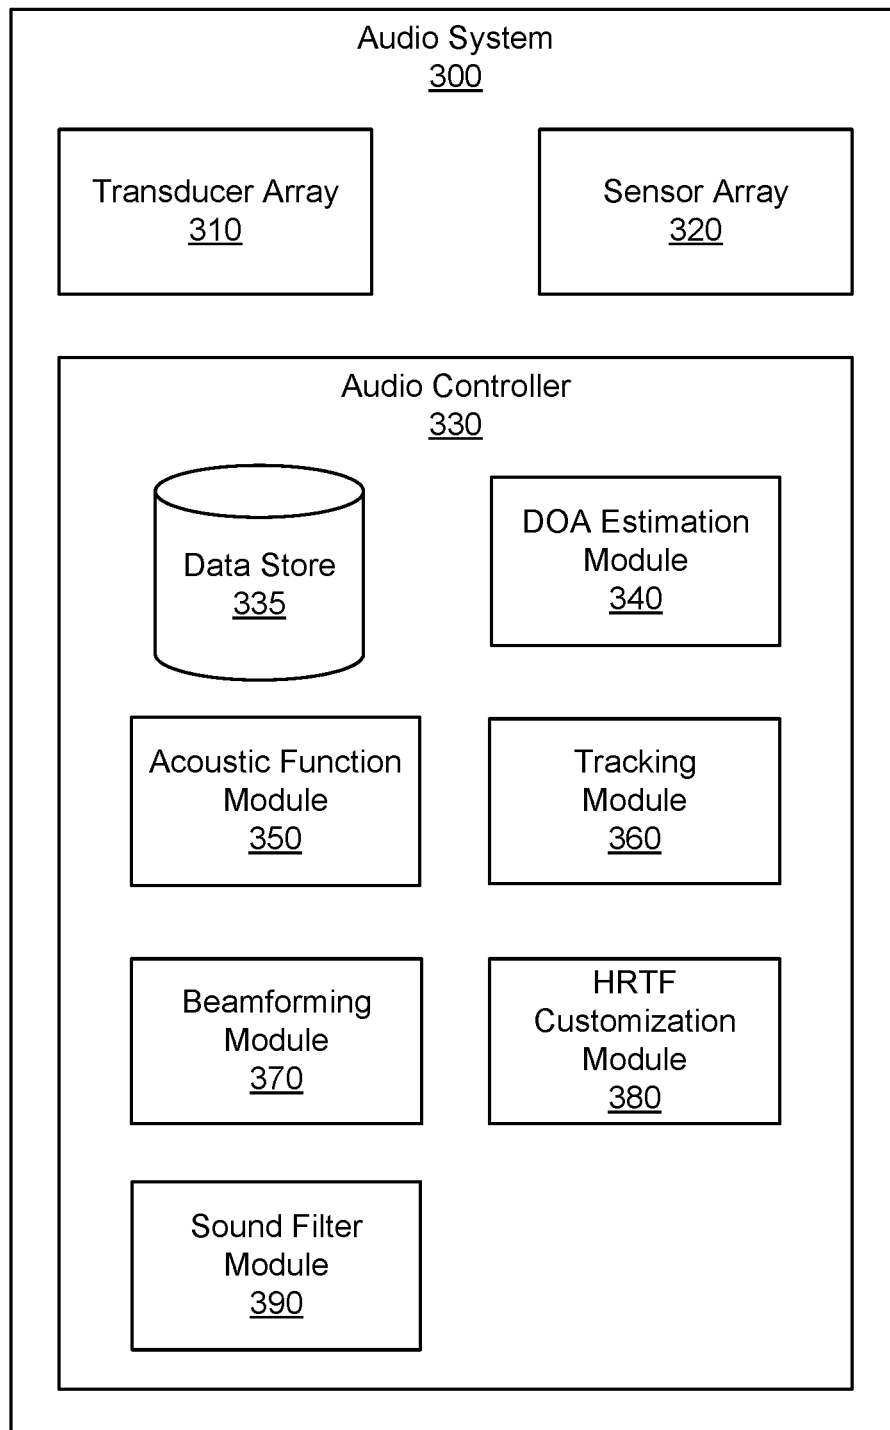 Audio System
300
Transducer Array
310
Sensor Array
320
Audio Controller
330
Data Store
335
DOA Estimation
Module
340
Acoustic Function
Module
350
Tracking
Module
360
Beamforming
Module
370
HRTF
Customization
Module
380
Sound Filter
Module
390